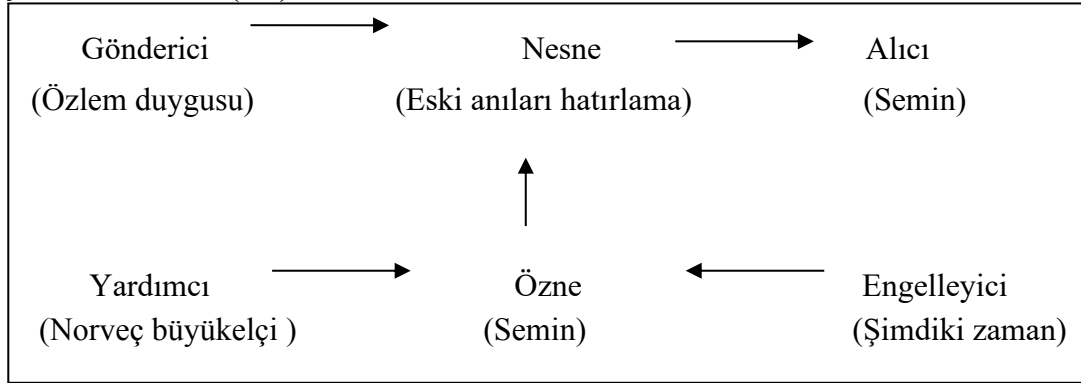 Gönderici Nesne Alıcı
(Özlem duygusu) (Eski anıları hatırlama) (Semin)
Yardımcı Özne Engelleyici
(Norveç büyükelçi ) (Semin) (Şimdiki zaman)